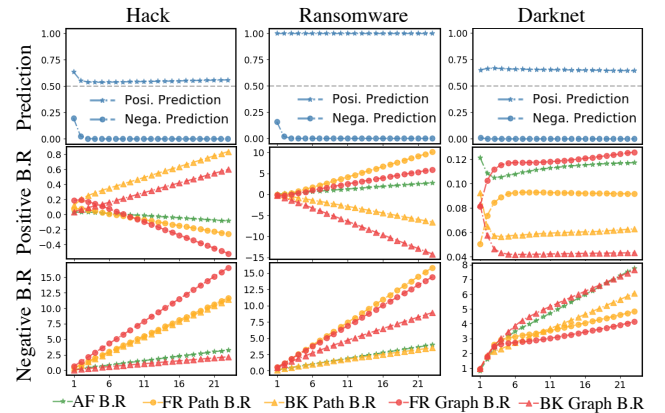 Hack Ransomware Darknet
Prediction
1.00 1.00 1.00
0.75 0.75 0.75
0.50 0.50 0.50
Posi. Prediction Posi. Prediction Posi. Prediction
0.25 0.25 0.25
Nega. Prediction Nega. Prediction Nega. Prediction
0.00 0.00 0.00
Positive B.R
0.8 10 0.12
0.6 5 0.10
0.4 0 0.08
0.2 −5 0.06
0.0 −10 0.04
−0.2 −15
−0.4
Negative B.R
15.0 15.0 8
12.5 12.5 7
10.0 10.0 6
7.5 7.5 5
5.0 5.0 4
2.5 2.5 3
0.0 0.0 2
1
1 6 11 16 21 1 6 11 16 21 1 6 11 16 21
AF B.R FR Path B.R BK Path B.R FR Graph B.R BK Graph B.R